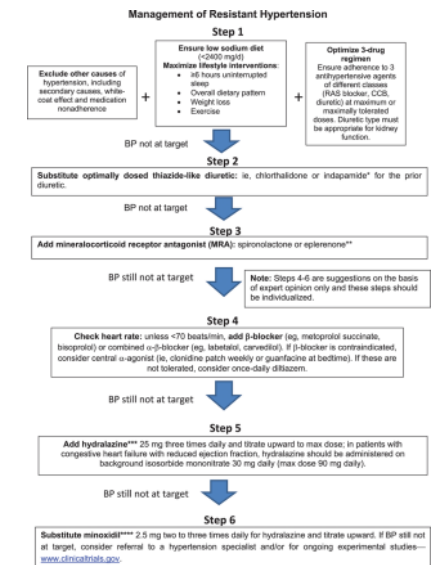 Management of Resistant Hypertension
Step 1
Exclude other causes of
hypertension, including
secondary causes, white-
coat effect and medication
nonadherence
+
Ensure low sodium diet
(<2400 mg/d)
Maximize lifestyle interventions:
• ≥6 hours uninterrupted
sleep
• Overall dietary pattern
• Weight loss
• Exercise
+
Optimize 3-drug
regimen
Ensure adherence to 3
antihypertensive agents
of different classes
(RAS blocker, CCB,
diuretic) at maximum or
maximally tolerated
doses. Diuretic type must
be appropriate for kidney
function.
BP not at target
Step 2
Substitute optimally dosed thiazide-like diuretic: ie, chlorthalidone or indapamide* for the prior
diuretic.
BP not at target
Step 3
Add mineralocorticoid receptor antagonist (MRA): spironolactone or eplerenone**
BP still not at target
Note: Steps 4-6 are suggestions on the basis
of expert opinion only and these steps should
be individualized.
Step 4
Check heart rate: unless <70 beats/min, add β-blocker (eg, metoprolol succinate,
bisoprolol) or combined α-β-blocker (eg, labetalol, carvedilol). If β-blocker is contraindicated,
consider central α-agonist (ie, clonidine patch weekly or guanfacine at bedtime). If these are
not tolerated, consider once-daily diltiazem.
BP still not at target
Step 5
Add hydralazine*** 25 mg three times daily and titrate upward to max dose; in patients with
congestive heart failure with reduced ejection fraction, hydralazine should be administered on
background isosorbide mononitrate 30 mg daily (max dose 90 mg daily).
BP still not at target
Step 6
Substitute minoxidil**** 2.5 mg two to three times daily for hydralazine and titrate upward. If BP still not
at target, consider referral to a hypertension specialist and/or for ongoing experimental studies—
www.clinicaltrials.gov.